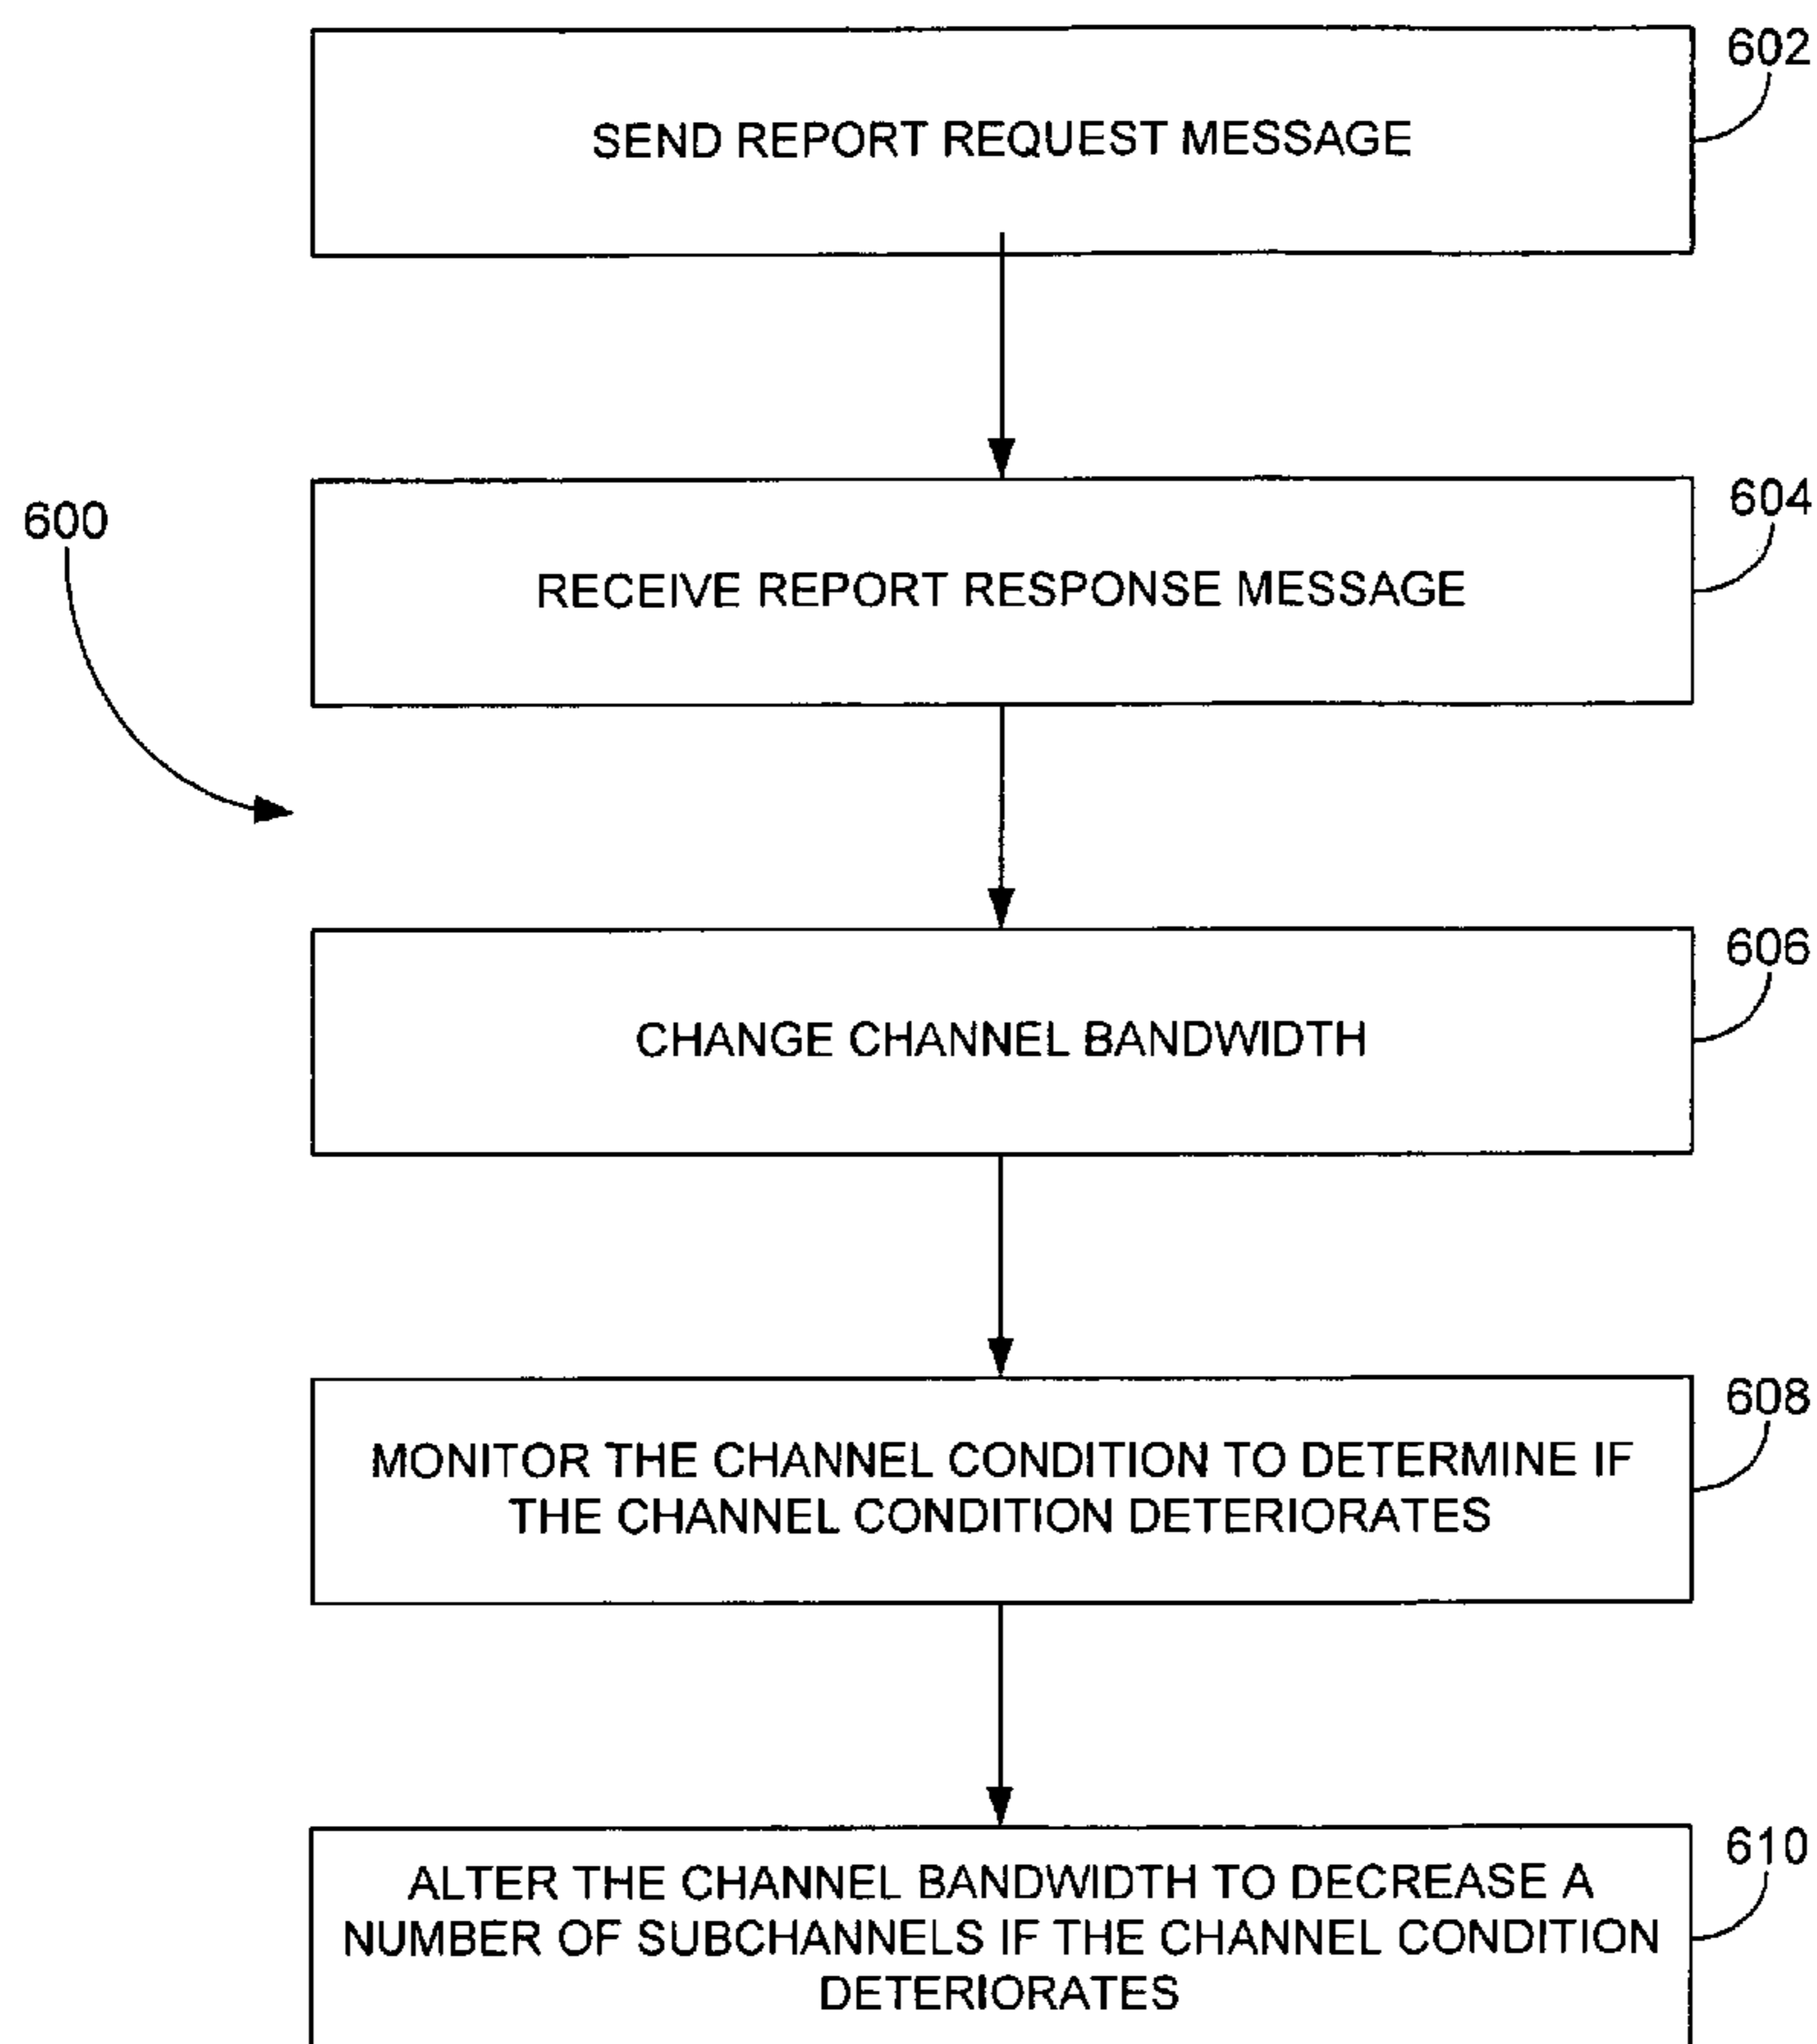 602
SEND REPORT REQUEST MESSAGE
604
600
RECEIVE REPORT RESPONSE MESSAGE
606
CHANGE CHANNEL BANDWIDTH
608
MONITOR THE CHANNEL CONDITION TO DETERMINE IF
THE CHANNEL CONDITION DETERIORATES
610
ALTER THE CHANNEL BANDWIDTH TO DECREASE A
NUMBER OF SUBCHANNELS IF THE CHANNEL CONDITION
DETERIORATES